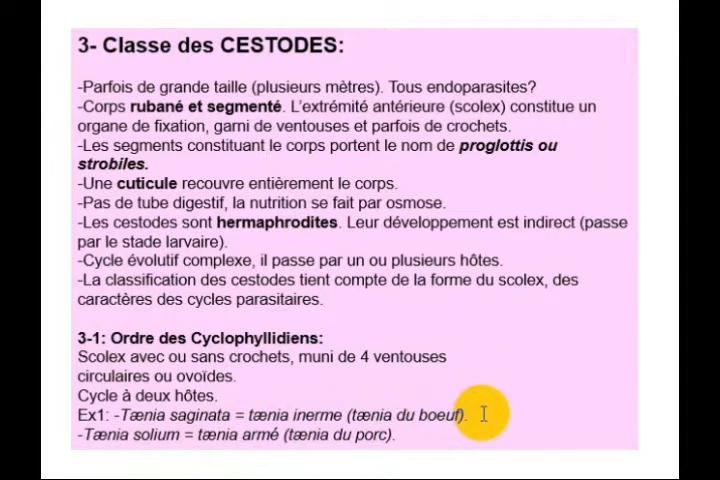 3- Classe des CESTODES:
-Parfois de grande taille (plusieurs mètres). Tous endoparasites?
-Corps rubané et segmenté. L'extrémité antérieure (scolex) constitue un
organe de fixation, garni de ventouses et parfois de crochets.
-Les segments constituant le corps portent le nom de proglottis ou
strobiles.
-Une cuticule recouvre entièrement le corps.
-Pas de tube digestif, la nutrition se fait par osmose.
-Les cestodes sont hermaphrodites. Leur développement est indirect (passe
par le stade larvaire).
-Cycle évolutif complexe, il passe par un ou plusieurs hôtes.
-La classification des cestodes tient compte de la forme du scolex, des
caractères des cycles parasitaires.
3-1: Ordre des Cyclophyllidiens:
Scolex avec ou sans crochets, muni de 4 ventouses
circulaires ou ovoïdes.
Cycle à deux hôtes.
Ex1: -Tænia saginata = tænia inerme (tænia du boeuf).
-Tænia solium = tænia armé (tænia du porc).